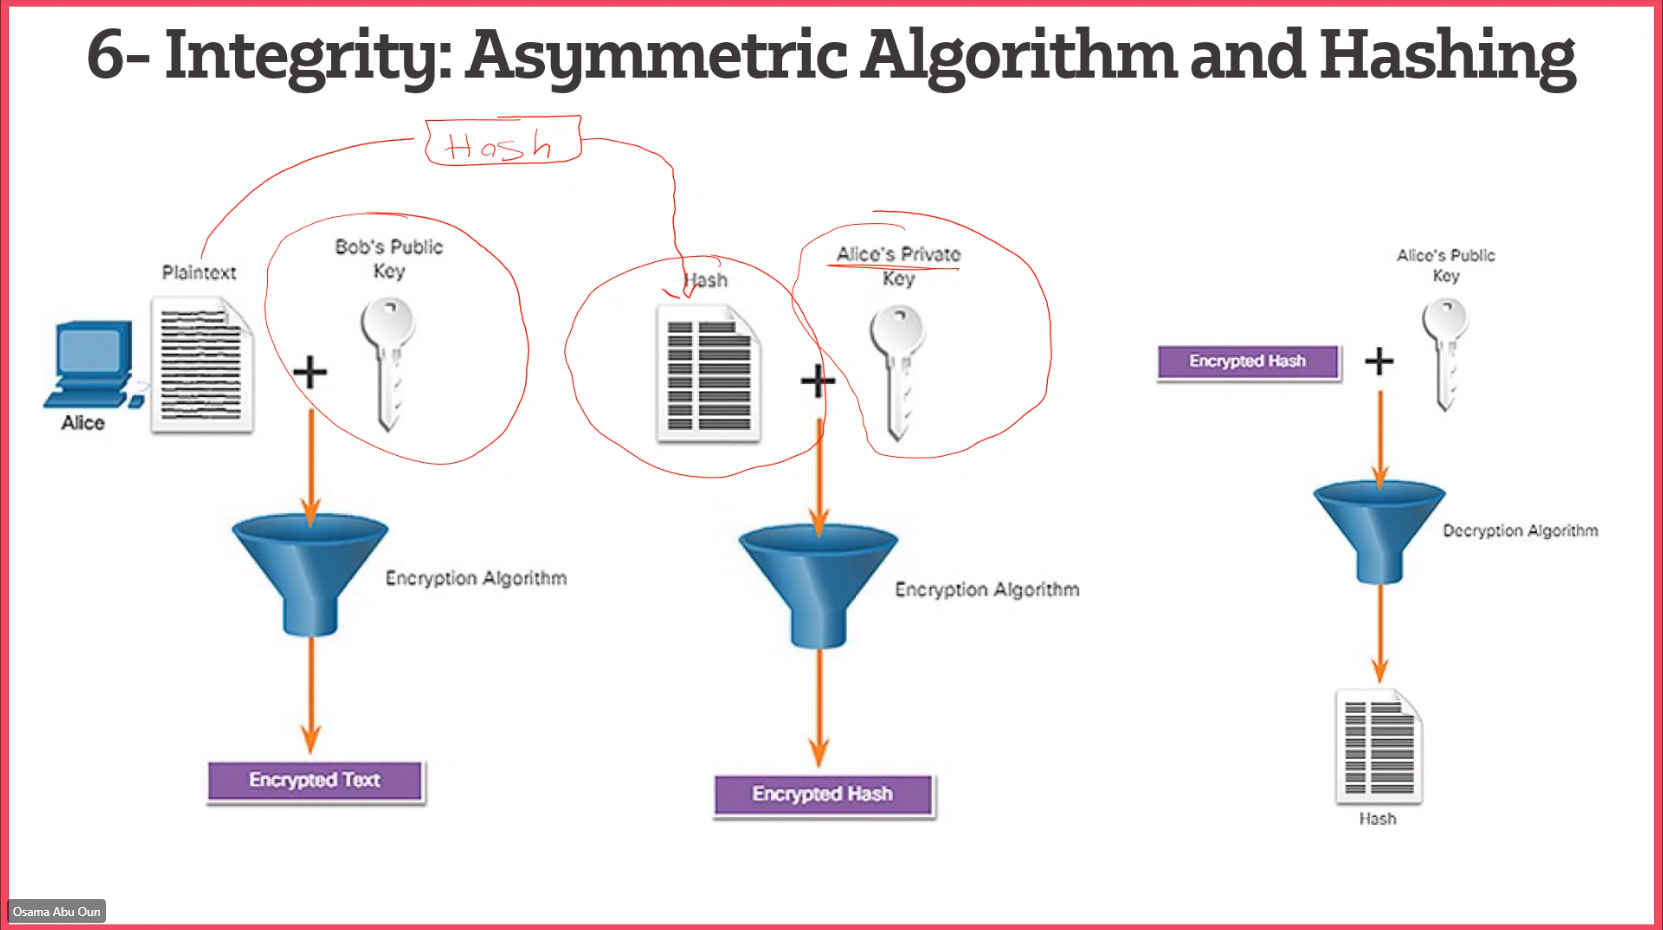 6- Integrity: Asymmetric Algorithm and Hashing
Hash
Plaintext
Bob's Public
Key
Alice
Encryption Algorithm
Encrypted Text
Hash
Alice's Private
Key
Encryption Algorithm
Encrypted Hash
Alice's Public
Key
Encrypted Hash
Decryption Algorithm
Hash
Osama Abu Oun